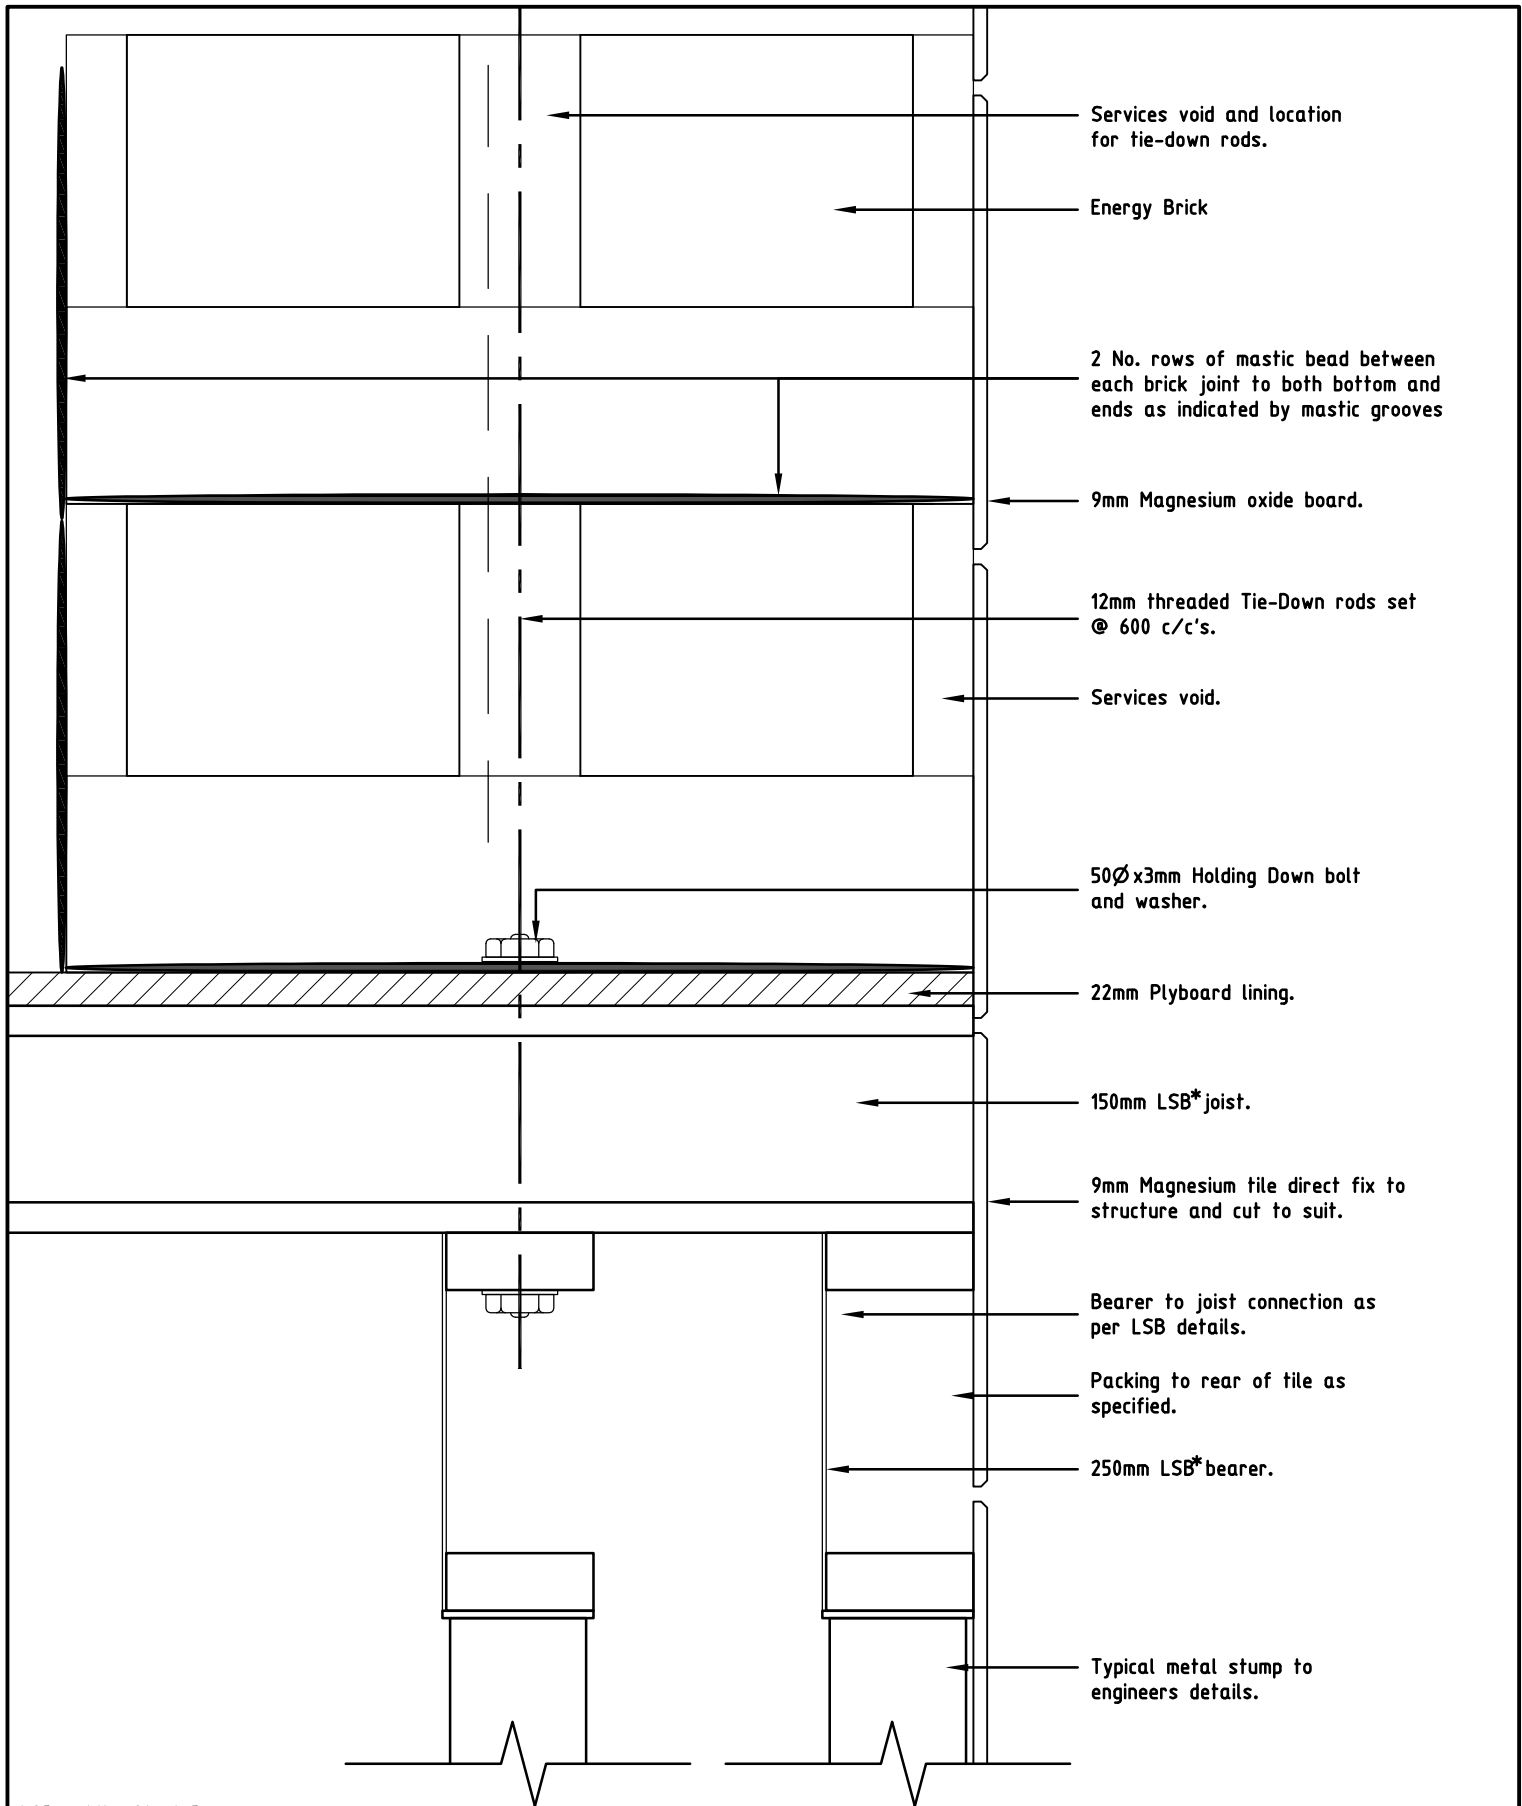 Services void and location
for tie-down rods.
Energy Brick
2 No. rows of mastic bead between
each brick joint to both bottom and
ends as indicated by mastic grooves
9mm Magnesium oxide board.
12mm threaded Tie-Down rods set
@ 600 c/c's.
Services void.
50Øx3mm Holding Down bolt
and washer.
22mm Plyboard lining.
150mm LSB* joist.
9mm Magnesium tile direct fix to
structure and cut to suit.
Bearer to joist connection as
per LSB details.
Packing to rear of tile as
specified.
250mm LSB* bearer.
Typical metal stump to
engineers details.